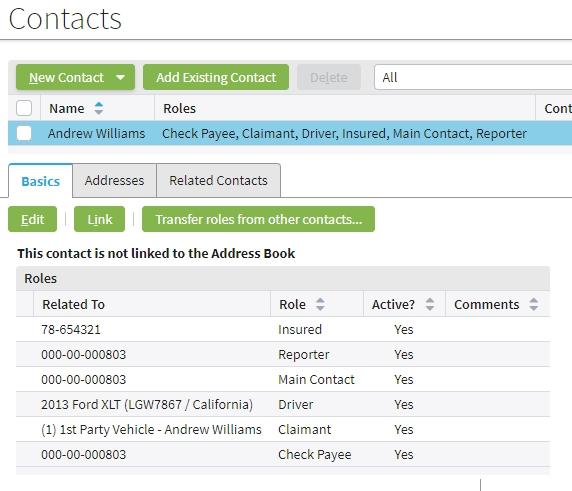 Contacts
New Contact Add Existing Contact Delete All
Name Roles Cont
Andrew Williams Check Payee, Claimant, Driver, Insured, Main Contact, Reporter
Basics Addresses Related Contacts
Edit Link Transfer roles from other contacts...
This contact is not linked to the Address Book
Roles
Related To Role Active? Comments
78-654321 Insured Yes
000-00-000803 Reporter Yes
000-00-000803 Main Contact Yes
2013 Ford XLT (LGW7867 / California) Driver Yes
(1) 1st Party Vehicle - Andrew Williams Claimant Yes
000-00-000803 Check Payee Yes